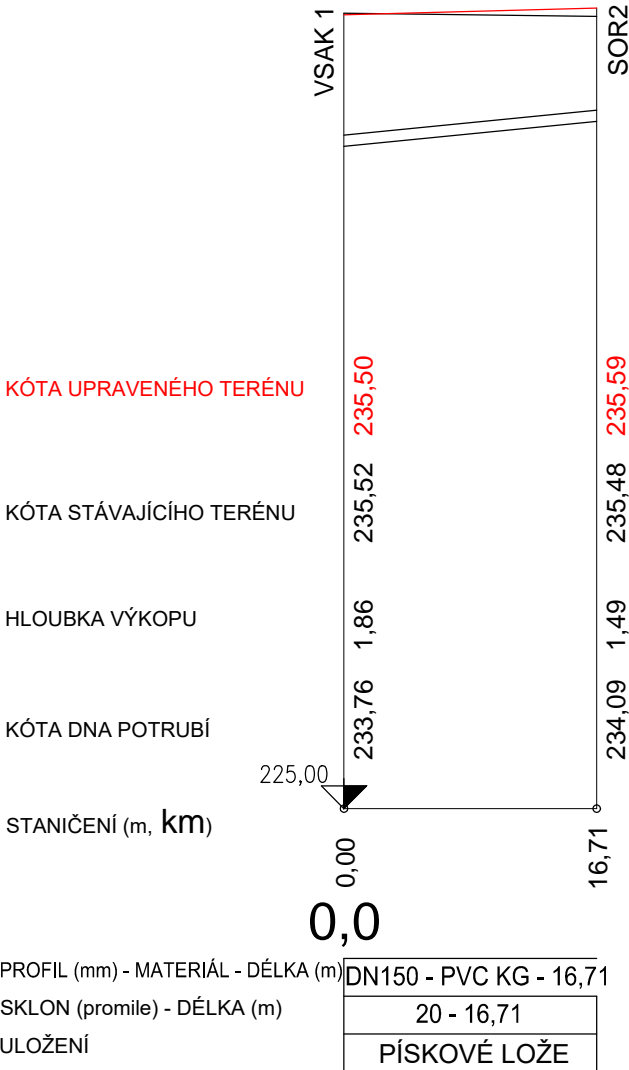 VSAK 1
SOR2
KÓTA UPRAVENÉHO TERÉNU
235,50
235,59
KÓTA STÁVAJÍCÍHO TERÉNU
235,52
235,48
HLOUBKA VÝKOPU
1,86
1,49
KÓTA DNA POTRUBÍ
233,76
234,09
225,00
STANIČENÍ (m, km)
0,00
16,71
0,0
PROFIL (mm) - MATERIÁL - DÉLKA (m)
DN150 - PVC KG - 16,71
SKLON (promile) - DÉLKA (m)
20 - 16,71
ULOŽENÍ
PÍSKOVÉ LOŽE